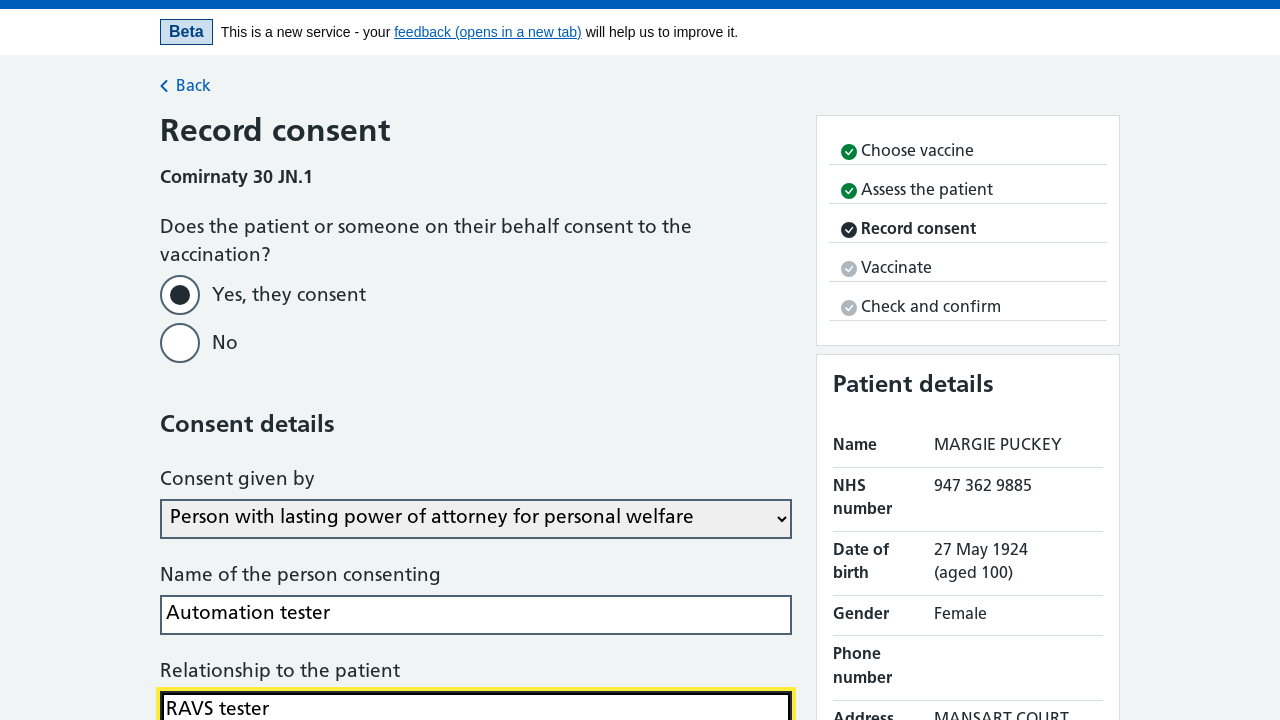 Beta This is a new service - your feedback (opens in a new tab) will help us to improve it.
Back
Record consent
Comirnaty 30 JN.1
Does the patient or someone on their behalf consent to the
vaccination?
Yes, they consent
No
Consent details
Consent given by
Person with lasting power of attorney for personal welfare
Name of the person consenting
Automation tester
Relationship to the patient
RAVS tester
Choose vaccine
Assess the patient
Record consent
Vaccinate
Check and confirm
Patient details
Name MARGIE PUCKEY
NHS 947 362 9885
number
Date of 27 May 1924
birth (aged 100)
Gender Female
Phone
number
Address MANSART COURT